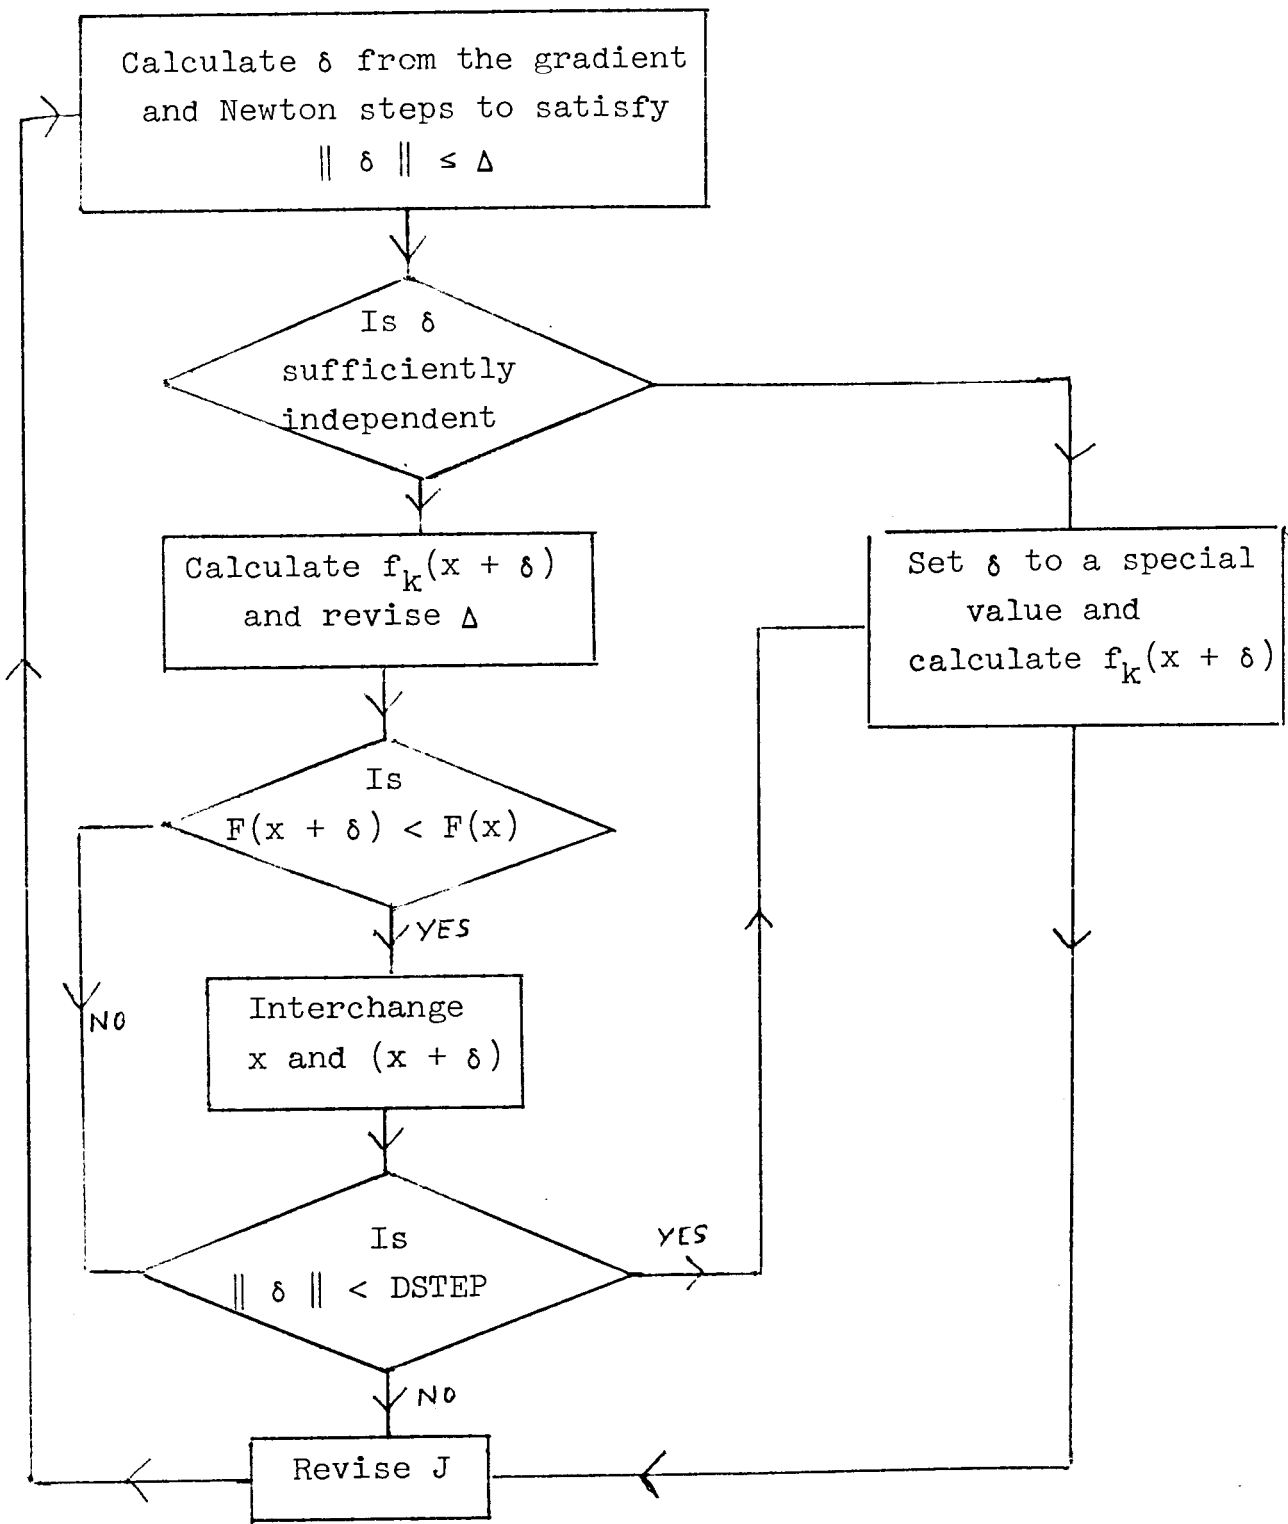 Calculate δ from the gradient
and Newton steps to satisfy
‖ δ ‖ ≤ Δ
Is δ
sufficiently
independent
Calculate f_k(x + δ)
and revise Δ
Set δ to a special
value and
calculate f_k(x + δ)
Is
F(x + δ) < F(x)
YES
NO
Interchange
x and (x + δ)
Is
‖ δ ‖ < DSTEP
YES
NO
Revise J